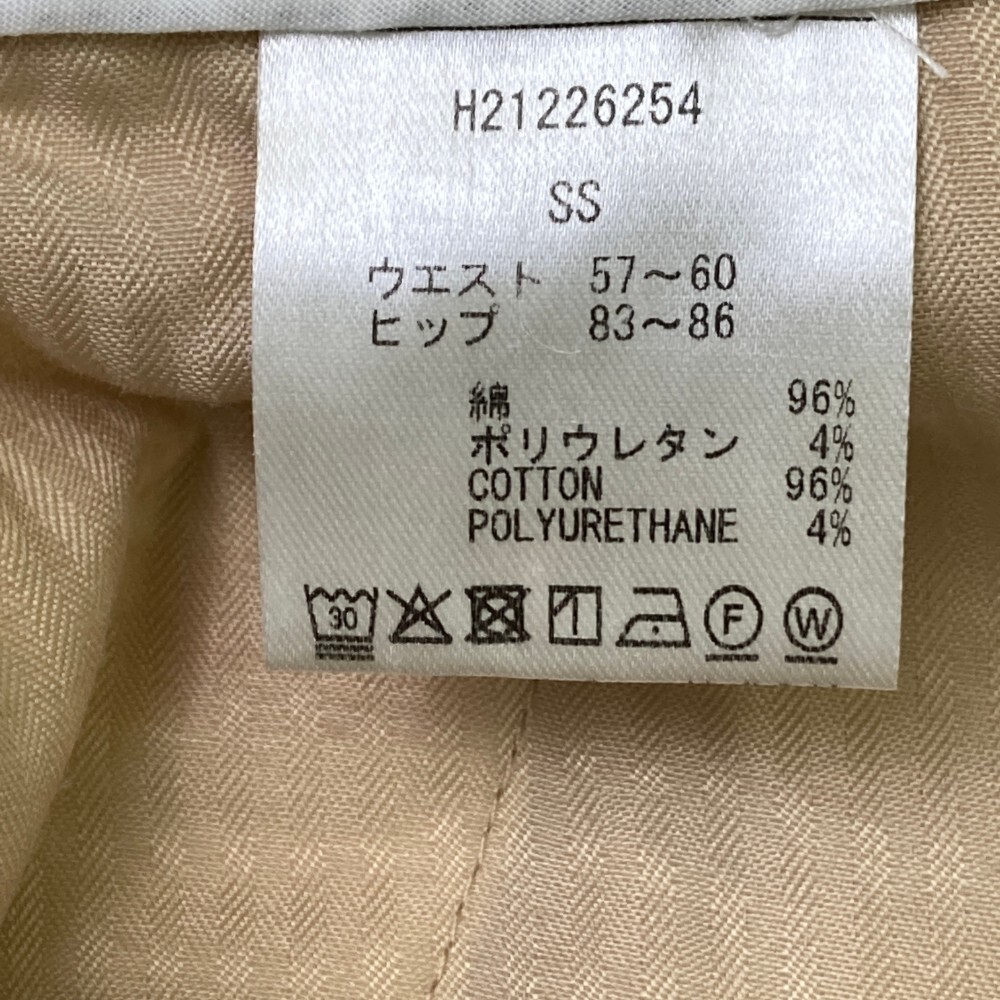 H21226254
SS
ウエスト 57～60
ヒップ 83～86
綿 96%
ポリウレタン 4%
COTTON 96%
POLYURETHANE 4%
30 F W